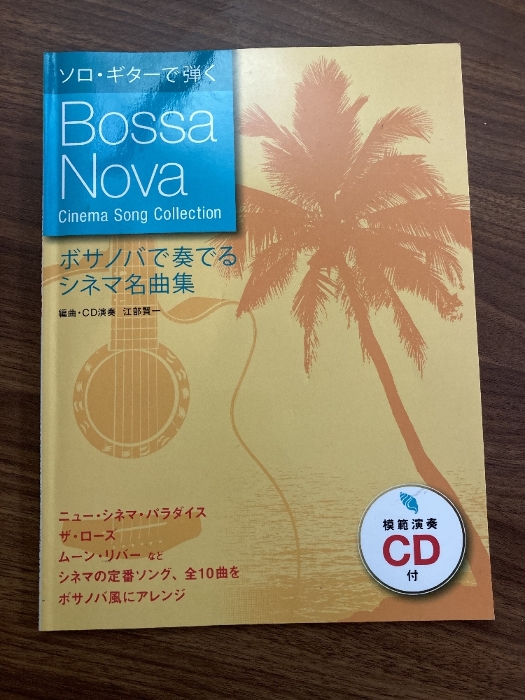 ソロ・ギターで弾く
Bossa
Nova
Cinema Song Collection
ボサノバで奏でる
シネマ名曲集
編曲・CD演奏 江部賢一
ニュー・シネマ・パラダイス
ザ・ローズ
ムーン・リバー など
シネマの定番ソング、全10曲を
ボサノバ風にアレンジ
模範演奏
CD
付